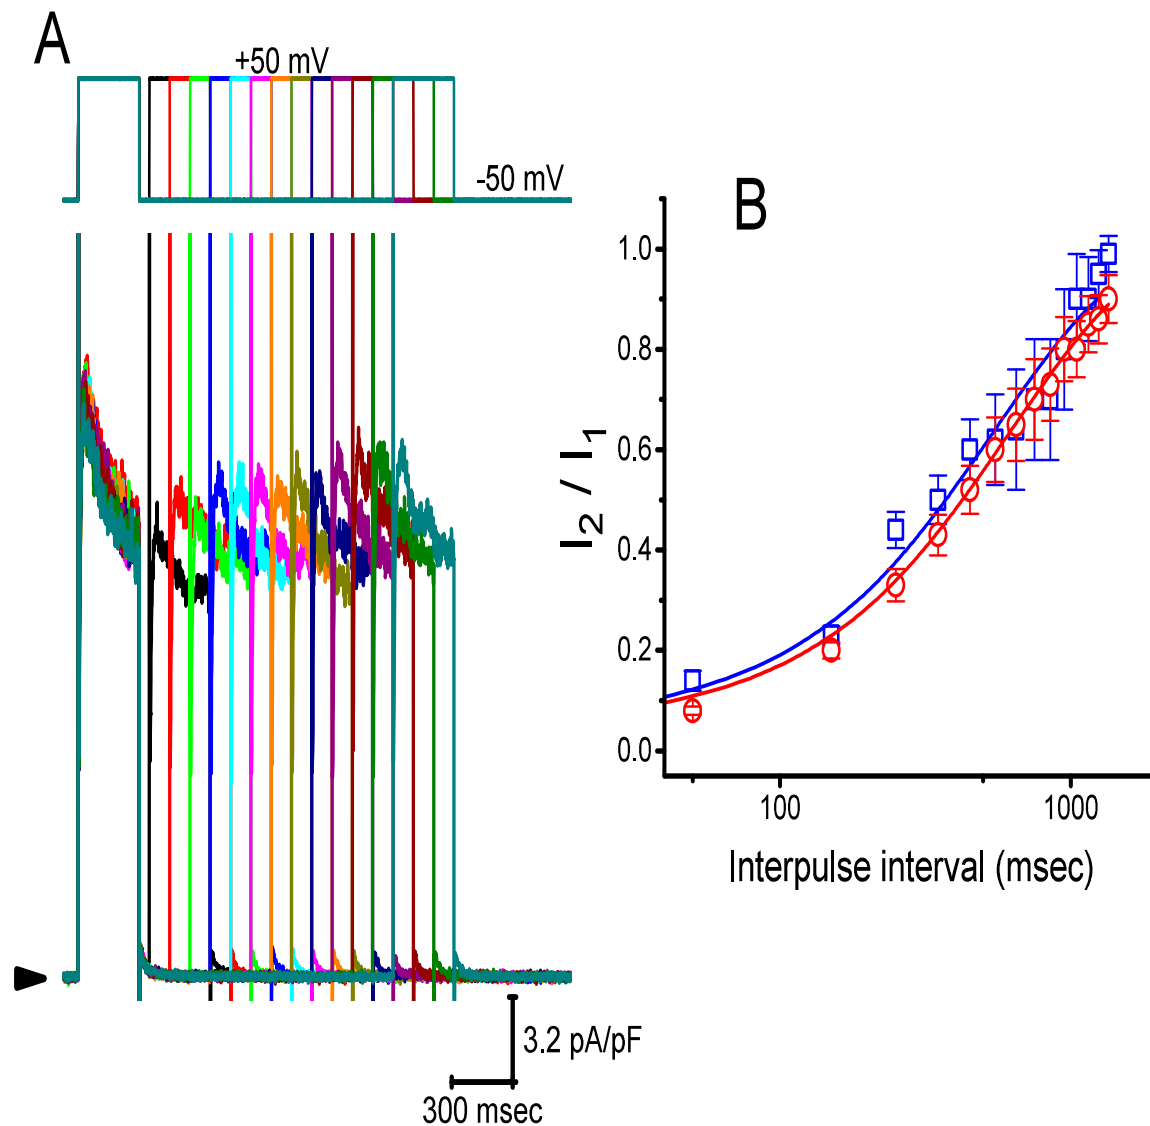 A
+50 mV
-50 mV
3.2 pA/pF
300 msec
B
I2 / I1
1.0
0.8
0.6
0.4
0.2
0.0
100 1000
Interpulse interval (msec)